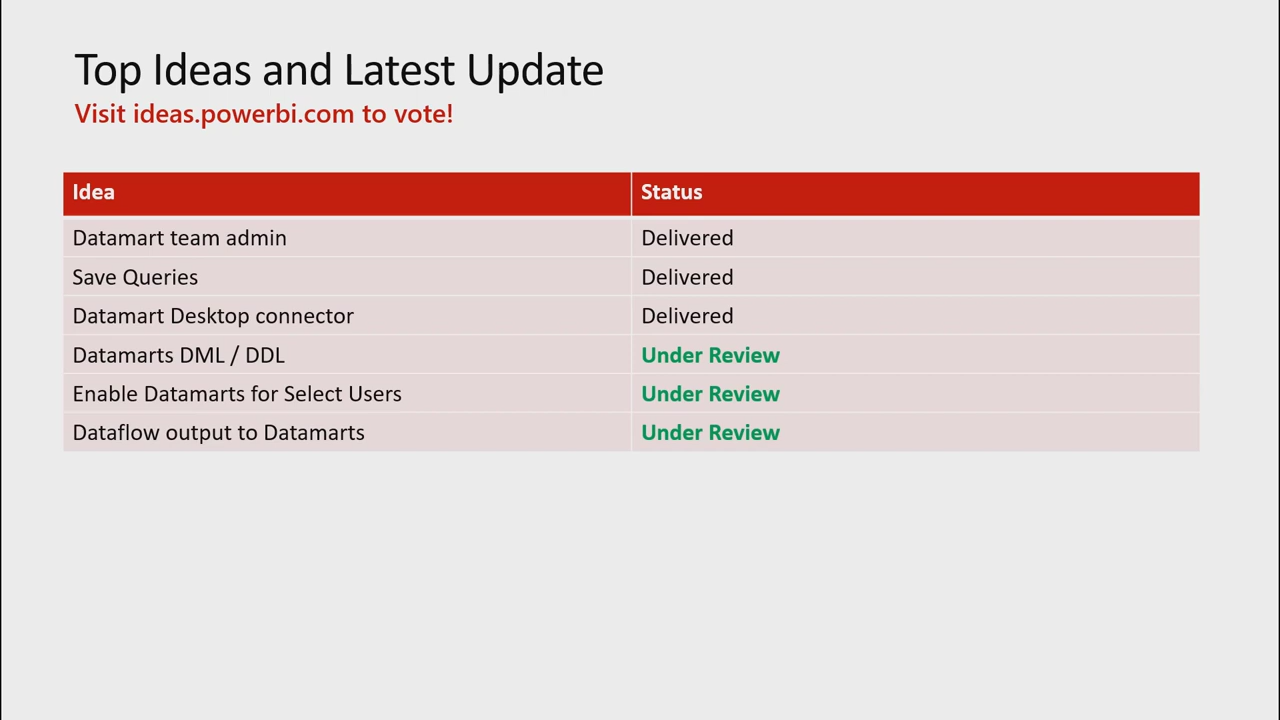 Top Ideas and Latest Update
Visit ideas.powerbi.com to vote!
Idea Status
Datamart team admin Delivered
Save Queries Delivered
Datamart Desktop connector Delivered
Datamarts DML / DDL Under Review
Enable Datamarts for Select Users Under Review
Dataflow output to Datamarts Under Review